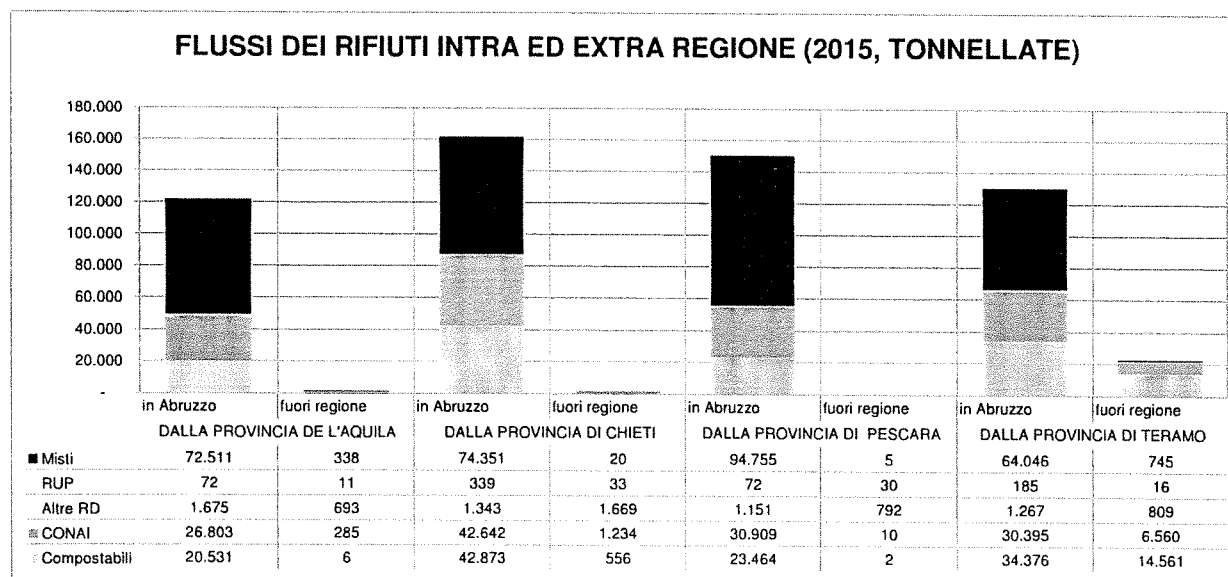 FLUSSI DEI RIFIUTI INTRA ED EXTRA REGIONE (2015, TONNELLATE)
180.000
160.000
140.000
120.000
100.000
80.000
60.000
40.000
20.000
-
in Abruzzo fuori regione in Abruzzo fuori regione in Abruzzo fuori regione in Abruzzo fuori regione
DALLA PROVINCIA DE L'AQUILA DALLA PROVINCIA DI CHIETI DALLA PROVINCIA DI PESCARA DALLA PROVINCIA DI TERAMO
Misti 72.511 338 74.351 20 94.755 5 64.046 745
RUP 72 11 339 33 72 30 185 16
Altre RD 1.675 693 1.343 1.669 1.151 792 1.267 809
CONAI 26.803 285 42.642 1.234 30.909 10 30.395 6.560
Compostabili 20.531 6 42.873 556 23.464 2 34.376 14.561